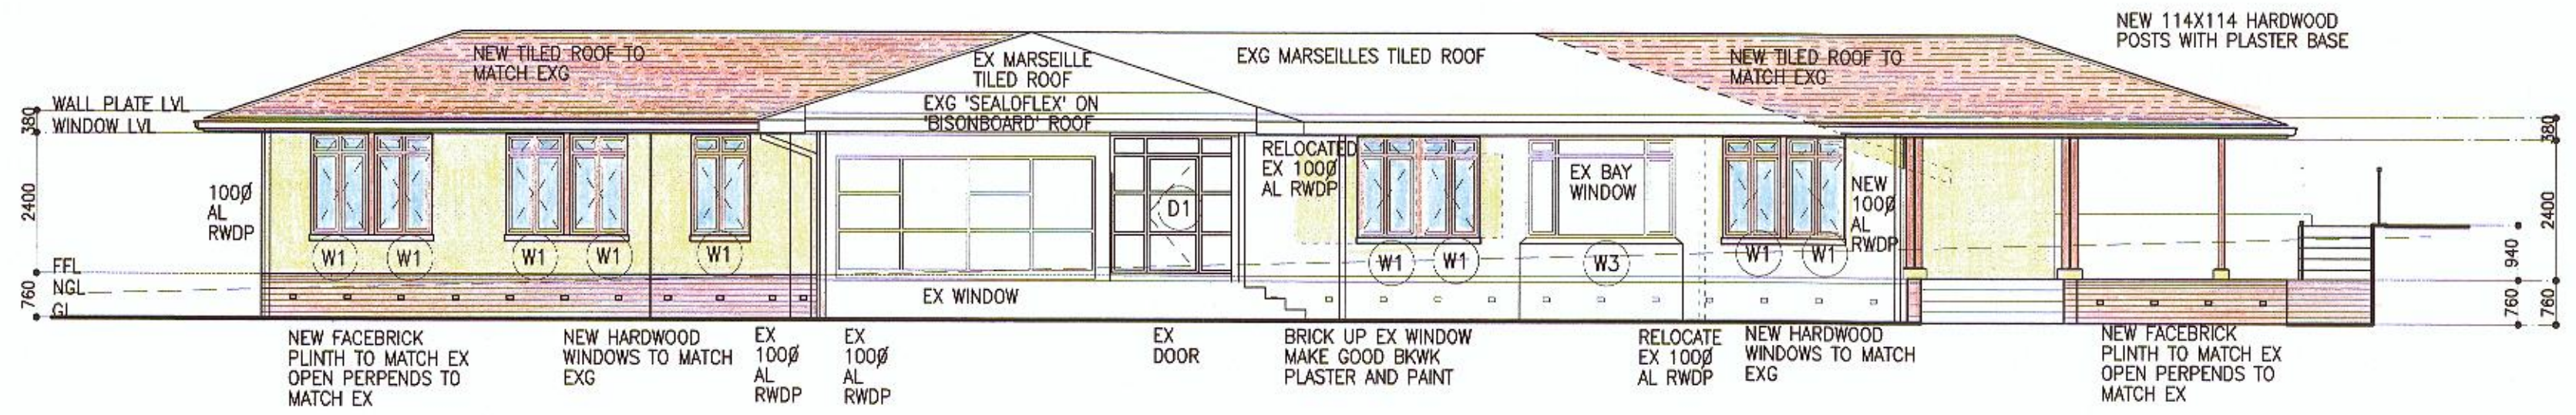 NEW 114X114 HARDWOOD
POSTS WITH PLASTER BASE
NEW TILED ROOF TO
MATCH EXG
EX MARSEILLE
TILED ROOF
EXG 'SEALOFLEX' ON
'BISONBOARD' ROOF
EXG MARSEILLES TILED ROOF
NEW TILED ROOF TO
MATCH EXG
WALL PLATE LVL
WINDOW LVL
380
2400
760
FFL
NGL
GL
100Ø
AL
RWDP
W1
W1
W1
W1
W1
D1
EX WINDOW
RELOCATED
EX 100Ø
AL RWDP
W1
W1
EX BAY
WINDOW
W3
W1
W1
NEW
100Ø
AL
RWDP
380
2400
940
760
760
NEW FACEBRICK
PLINTH TO MATCH EX
OPEN PERPENDS TO
MATCH EX
NEW HARDWOOD
WINDOWS TO MATCH
EXG
EX
100Ø
AL
RWDP
EX
100Ø
AL
RWDP
EX
DOOR
BRICK UP EX WINDOW
MAKE GOOD BKWK
PLASTER AND PAINT
RELOCATE
EX 100Ø
AL RWDP
NEW HARDWOOD
WINDOWS TO MATCH
EXG
NEW FACEBRICK
PLINTH TO MATCH EX
OPEN PERPENDS TO
MATCH EX